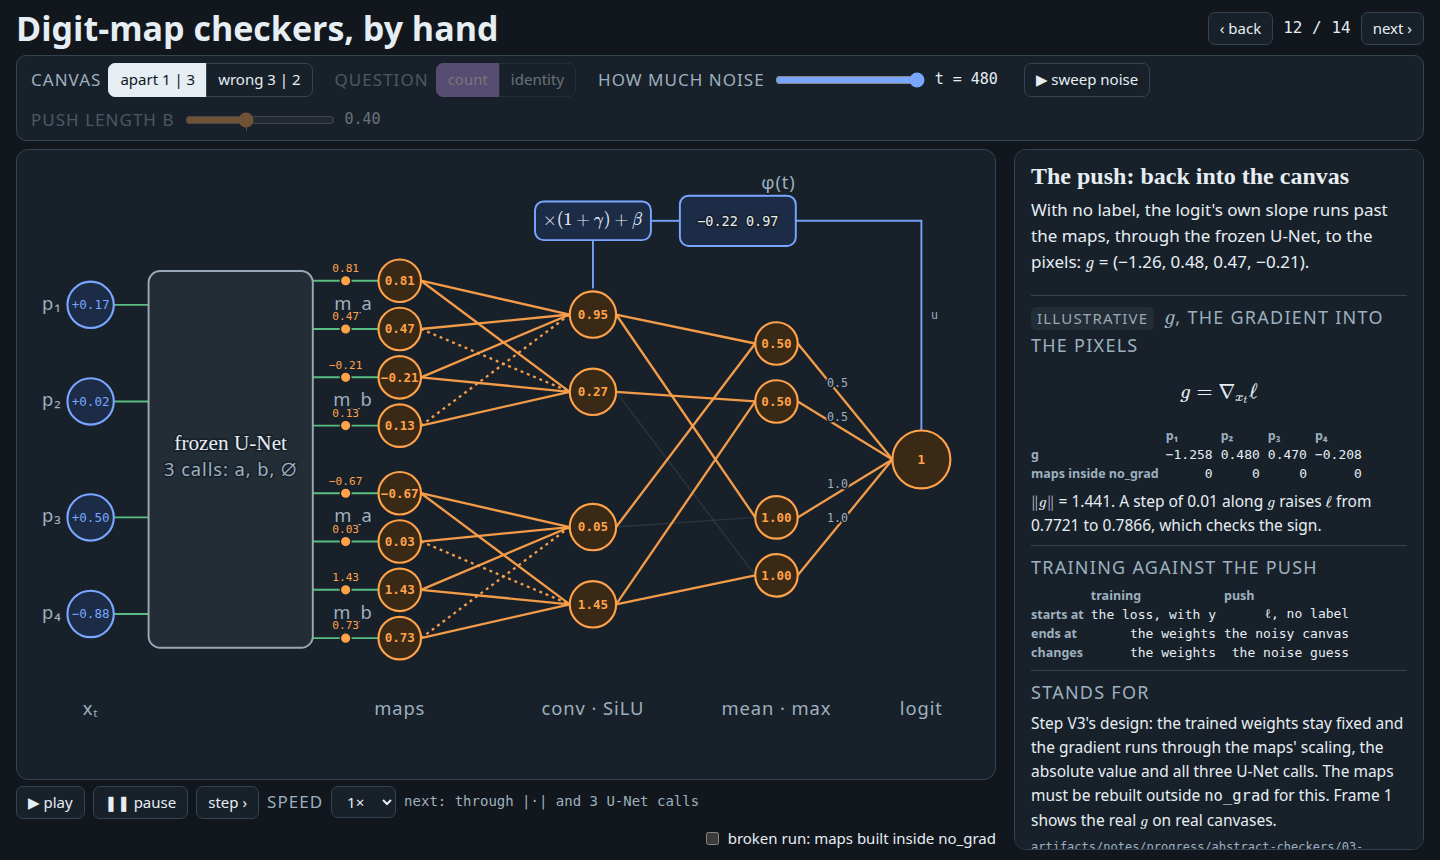 Digit-map checkers, by hand
‹ back 12 / 14 next ›
CANVAS apart 1 | 3 wrong 3 | 2 QUESTION count identity HOW MUCH NOISE t = 480 ▶ sweep noise
PUSH LENGTH B 0.40
φ(t)
×(1 + γ) + β
−0.22 0.97
u
p₁ +0.17
p₂ +0.02
p₃ +0.50
p₄ −0.88
frozen U-Net
3 calls: a, b, ∅
0.81 0.81
m_a
0.47 0.47
−0.21 −0.21
m_b
0.13 0.13
−0.67 −0.67
m_a
0.03 0.03
1.43 1.43
m_b
0.73 0.73
0.95
0.27
0.05
1.45
0.50
0.50
1.00
1.00
0.5
0.5
1.0
1.0
1
xₜ maps conv · SiLU mean · max logit
▶ play ❚❚ pause step › SPEED 1× next: through |·| and 3 U-Net calls
broken run: maps built inside no_grad
The push: back into the canvas
With no label, the logit's own slope runs past
the maps, through the frozen U-Net, to the
pixels: g = (−1.26, 0.48, 0.47, −0.21).
ILLUSTRATIVE g, THE GRADIENT INTO
THE PIXELS
g = ∇ₓₜℓ
p₁ p₂ p₃ p₄
g −1.258 0.480 0.470 −0.208
maps inside no_grad 0 0 0 0
‖g‖ = 1.441. A step of 0.01 along g raises ℓ from
0.7721 to 0.7866, which checks the sign.
TRAINING AGAINST THE PUSH
training push
starts at the loss, with y ℓ, no label
ends at the weights the noisy canvas
changes the weights the noise guess
STANDS FOR
Step V3's design: the trained weights stay fixed and
the gradient runs through the maps' scaling, the
absolute value and all three U-Net calls. The maps
must be rebuilt outside no_grad for this. Frame 1
shows the real g on real canvases.
artifacts/notes/progress/abstract-checkers/03-